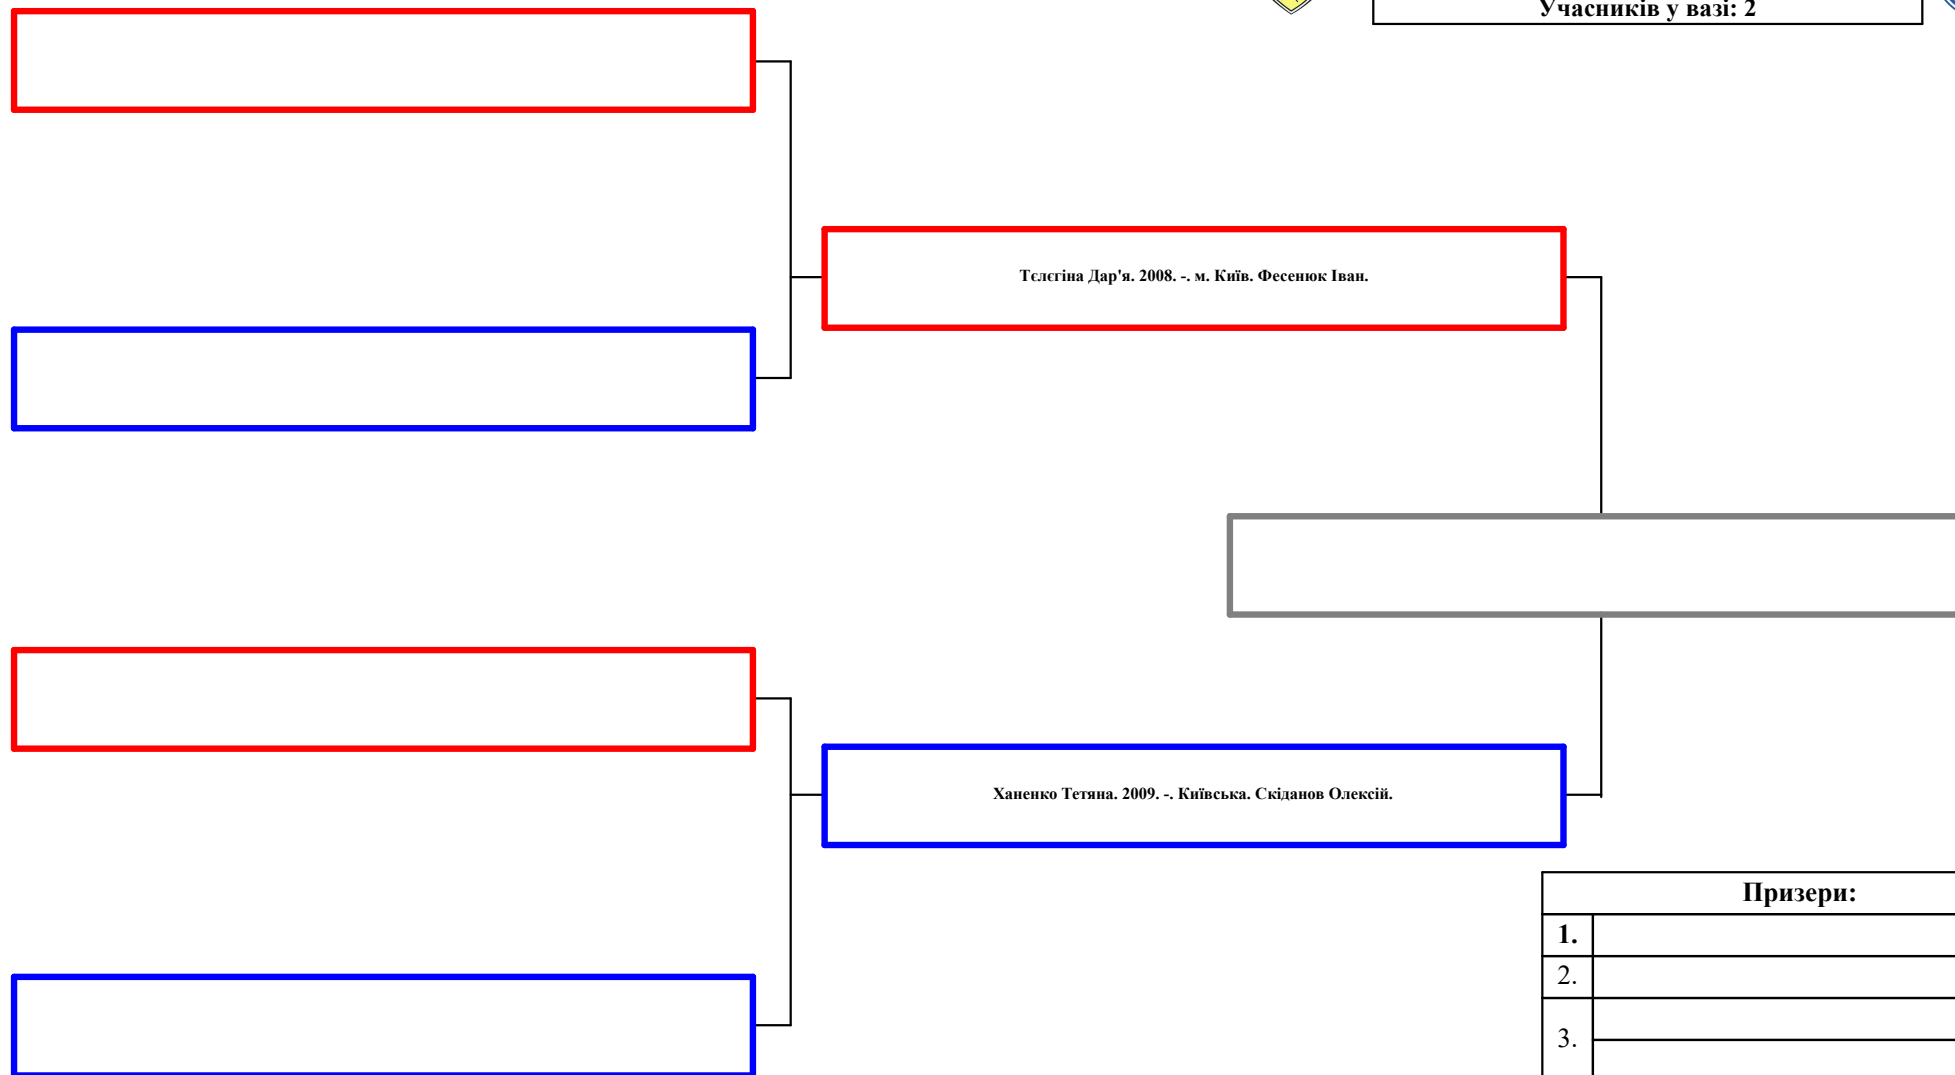 Учасників у вазі: 2
Тєлєгіна Дар'я. 2008. -. м. Київ. Фесенюк Іван.
Ханенко Тетяна. 2009. -. Київська. Скіданов Олексій.
Призери:
1.
2.
3.